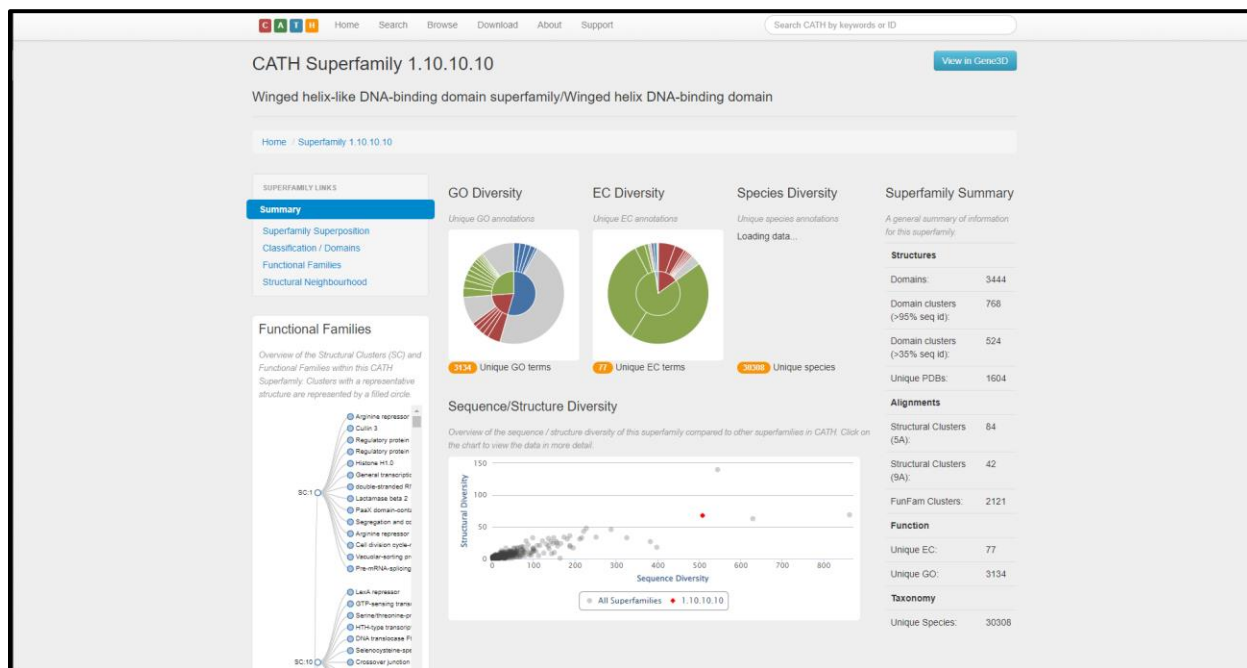 C A T H Home Search Browse Download About Support Search CATH by keywords or ID
CATH Superfamily 1.10.10.10
View in Gene3D
Winged helix-like DNA-binding domain superfamily/Winged helix DNA-binding domain
Home / Superfamily 1.10.10.10
SUPERFAMILY LINKS
Summary
Superfamily Superposition
Classification / Domains
Functional Families
Structural Neighbourhood
Functional Families
Overview of the Structural Clusters (SC) and
Functional Families within this CATH
Superfamily. Clusters with a representative
structure are represented by a filled circle.
Arginine repressor
Cullin 3
Regulatory protein
Regulatory protein
Histone H1.0
General transcriptio
double-stranded RN
SC:1
Lactamase beta 2
PaaX domain-conta
Segregation and co
Arginine repressor
Cell division cycle-r
Vacuolar-sorting pr
Pre-mRNA-splicing
LexA repressor
GTP-sensing transc
Serine/threonine-pr
HTH-type transcript
DNA translocase Ft
Selenocysteine-spe
SC:10
Crossover junction
GO Diversity
Unique GO annotations
3134 Unique GO terms
EC Diversity
Unique EC annotations
77 Unique EC terms
Species Diversity
Unique species annotations
Loading data...
30308 Unique species
Sequence/Structure Diversity
Overview of the sequence / structure diversity of this superfamily compared to other superfamilies in CATH. Click on
the chart to view the data in more detail.
Structural Diversity
150
100
50
0
0 100 200 300 400 500 600 700 800
Sequence Diversity
All Superfamilies 1.10.10.10
Superfamily Summary
A general summary of information
for this superfamily.
Structures
Domains: 3444
Domain clusters 768
(>95% seq id):
Domain clusters 524
(>35% seq id):
Unique PDBs: 1604
Alignments
Structural Clusters 84
(5A):
Structural Clusters 42
(9A):
FunFam Clusters: 2121
Function
Unique EC: 77
Unique GO: 3134
Taxonomy
Unique Species: 30308